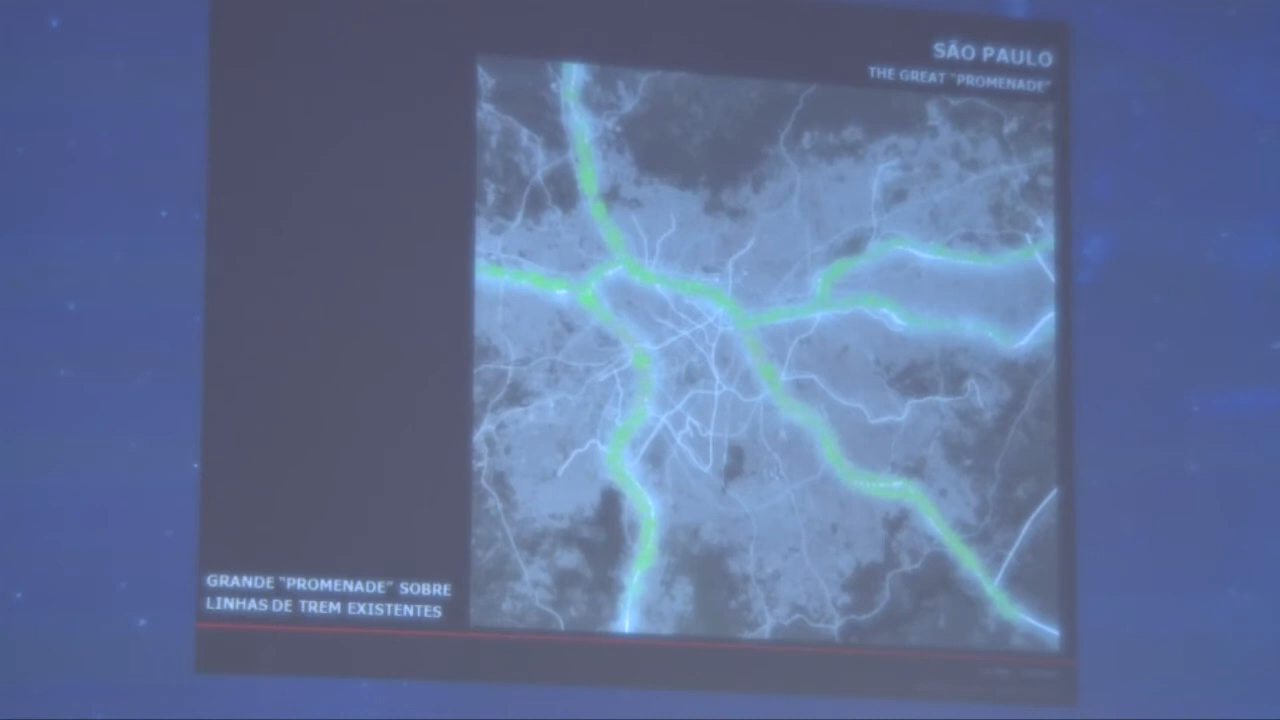 SÃO PAULO
THE GREAT "PROMENADE"
GRANDE "PROMENADE" SOBRE
LINHAS DE TREM EXISTENTES